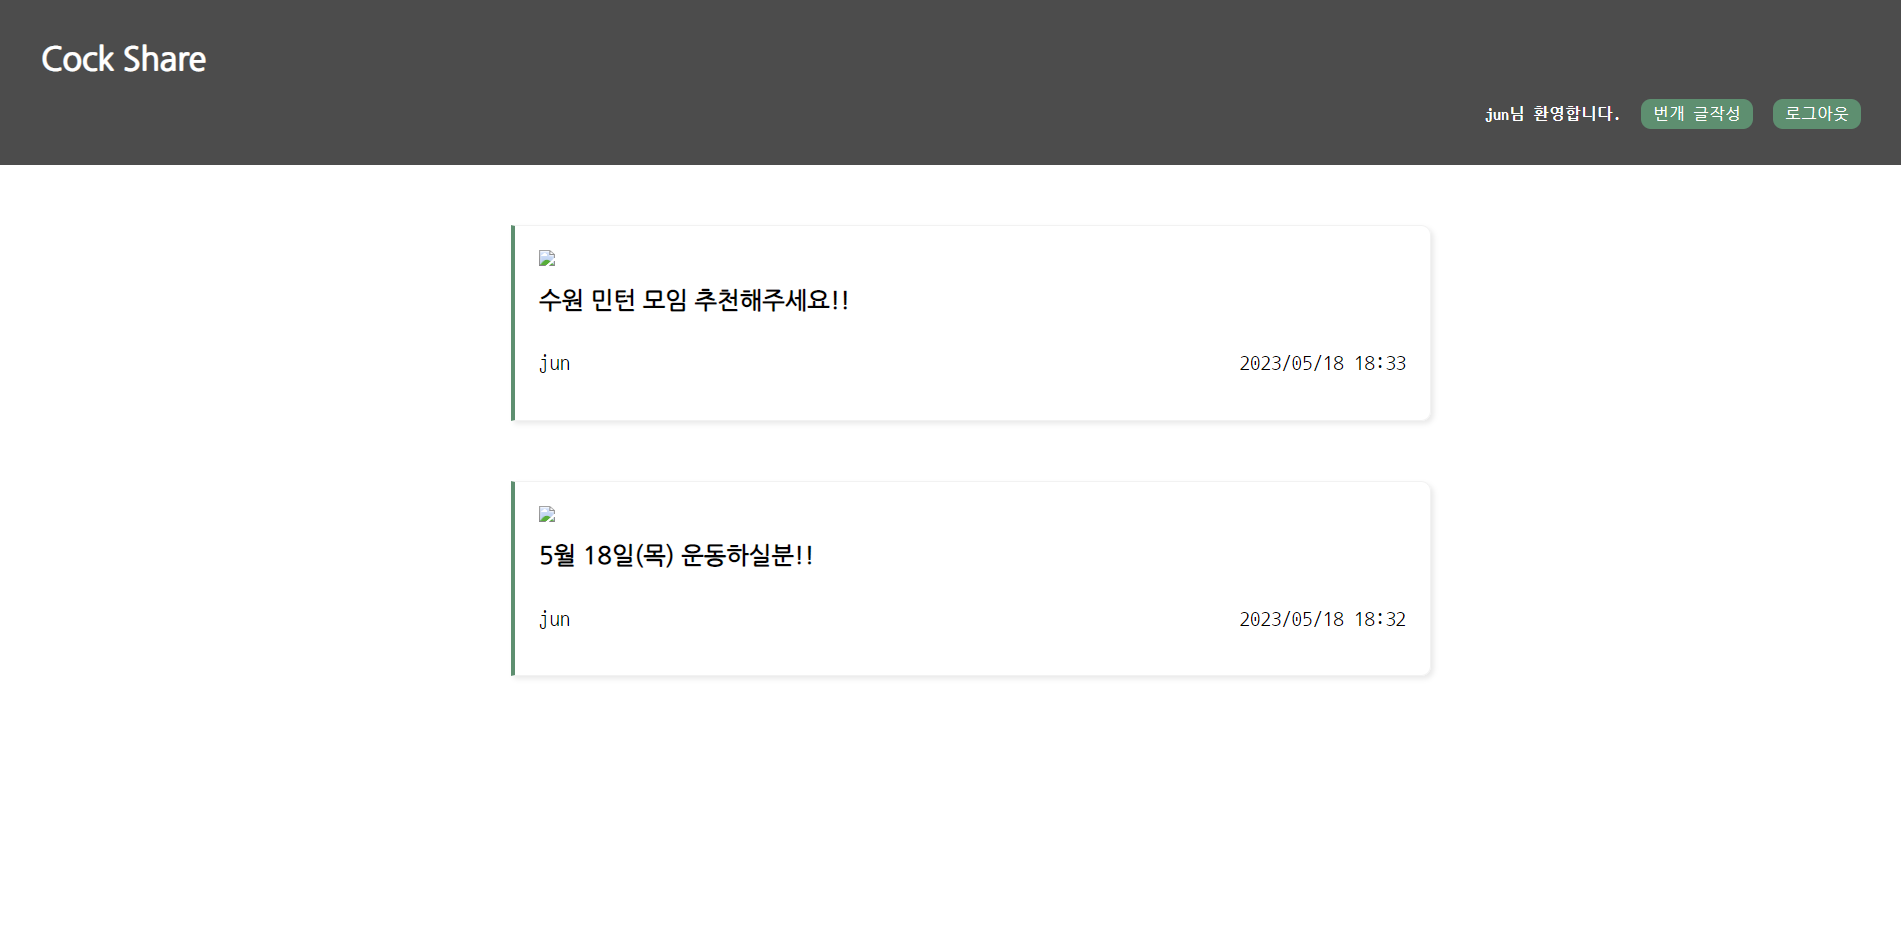 Cock Share
jun님 환영합니다. 번개 글작성 로그아웃
수원 민턴 모임 추천해주세요!!
jun 2023/05/18 18:33
5월 18일(목) 운동하실분!!
jun 2023/05/18 18:32